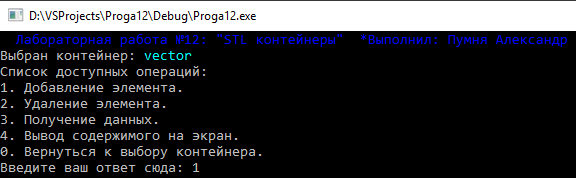 D:\VSProjects\Proga12\Debug\Proga12.exe
Лабораторная работа №12: "STL контейнеры" *Выполнил: Пумня Александр
Выбран контейнер: vector
Список доступных операций:
1. Добавление элемента.
2. Удаление элемента.
3. Получение данных.
4. Вывод содержимого на экран.
0. Вернуться к выбору контейнера.
Введите ваш ответ сюда: 1